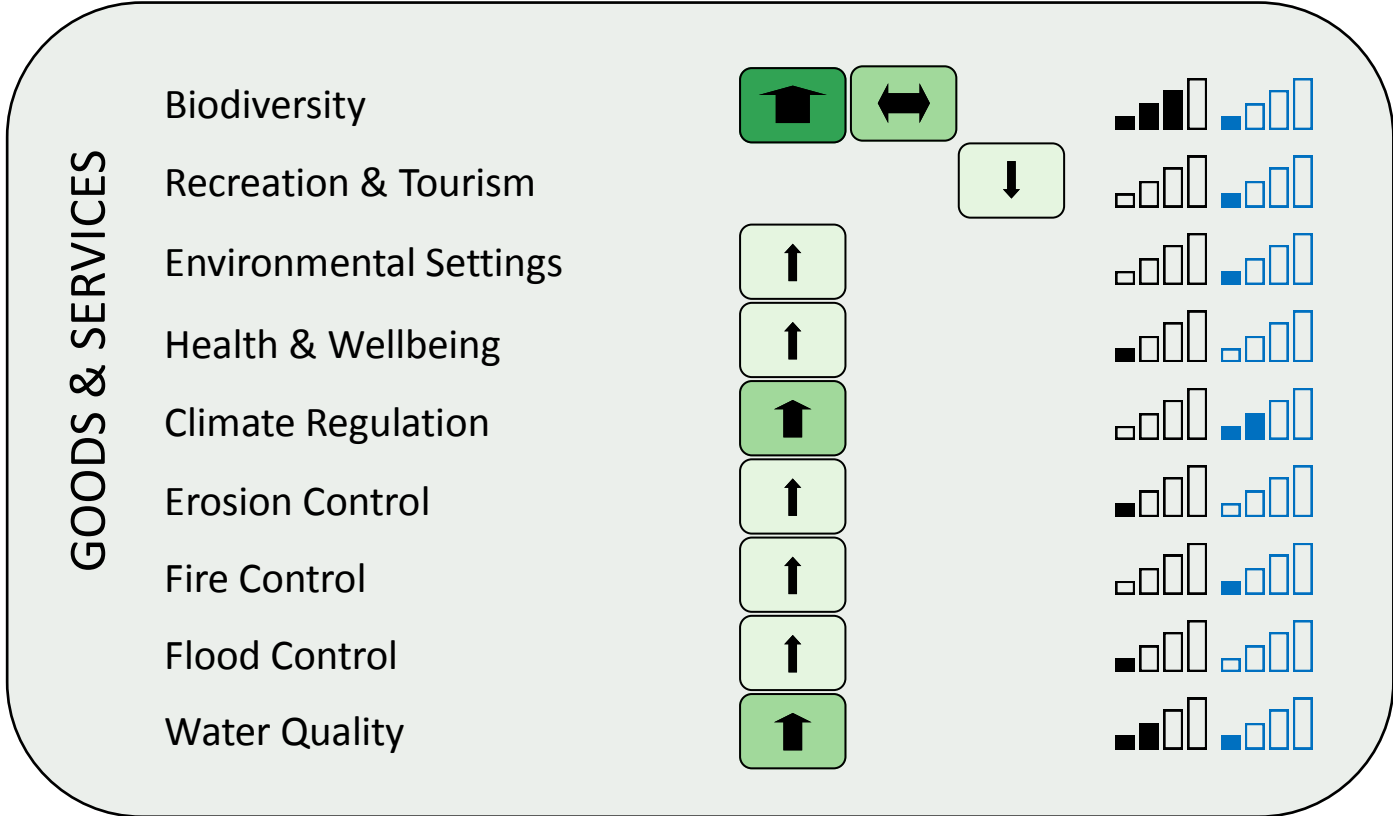 GOODS & SERVICES
Biodiversity
Recreation & Tourism
Environmental Settings
Health & Wellbeing
Climate Regulation
Erosion Control
Fire Control
Flood Control
Water Quality